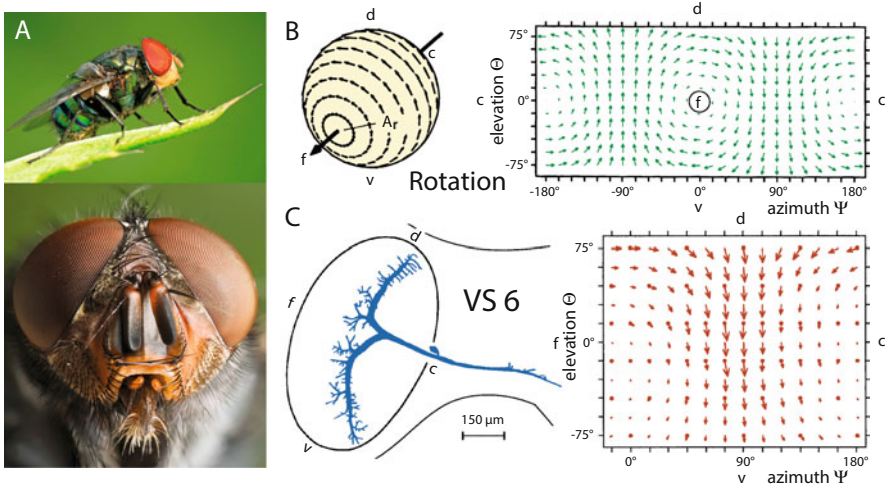 A
B
d
c
A_r
f
v
Rotation
d
elevation Θ
75°
0°
-75°
c
f
c
-180°
-90°
0°
90°
180°
v
azimuth Ψ
C
d
f
c
v
VS 6
150 µm
d
elevation Θ
75°
0°
-75°
f
c
0°
90°
180°
v
azimuth Ψ